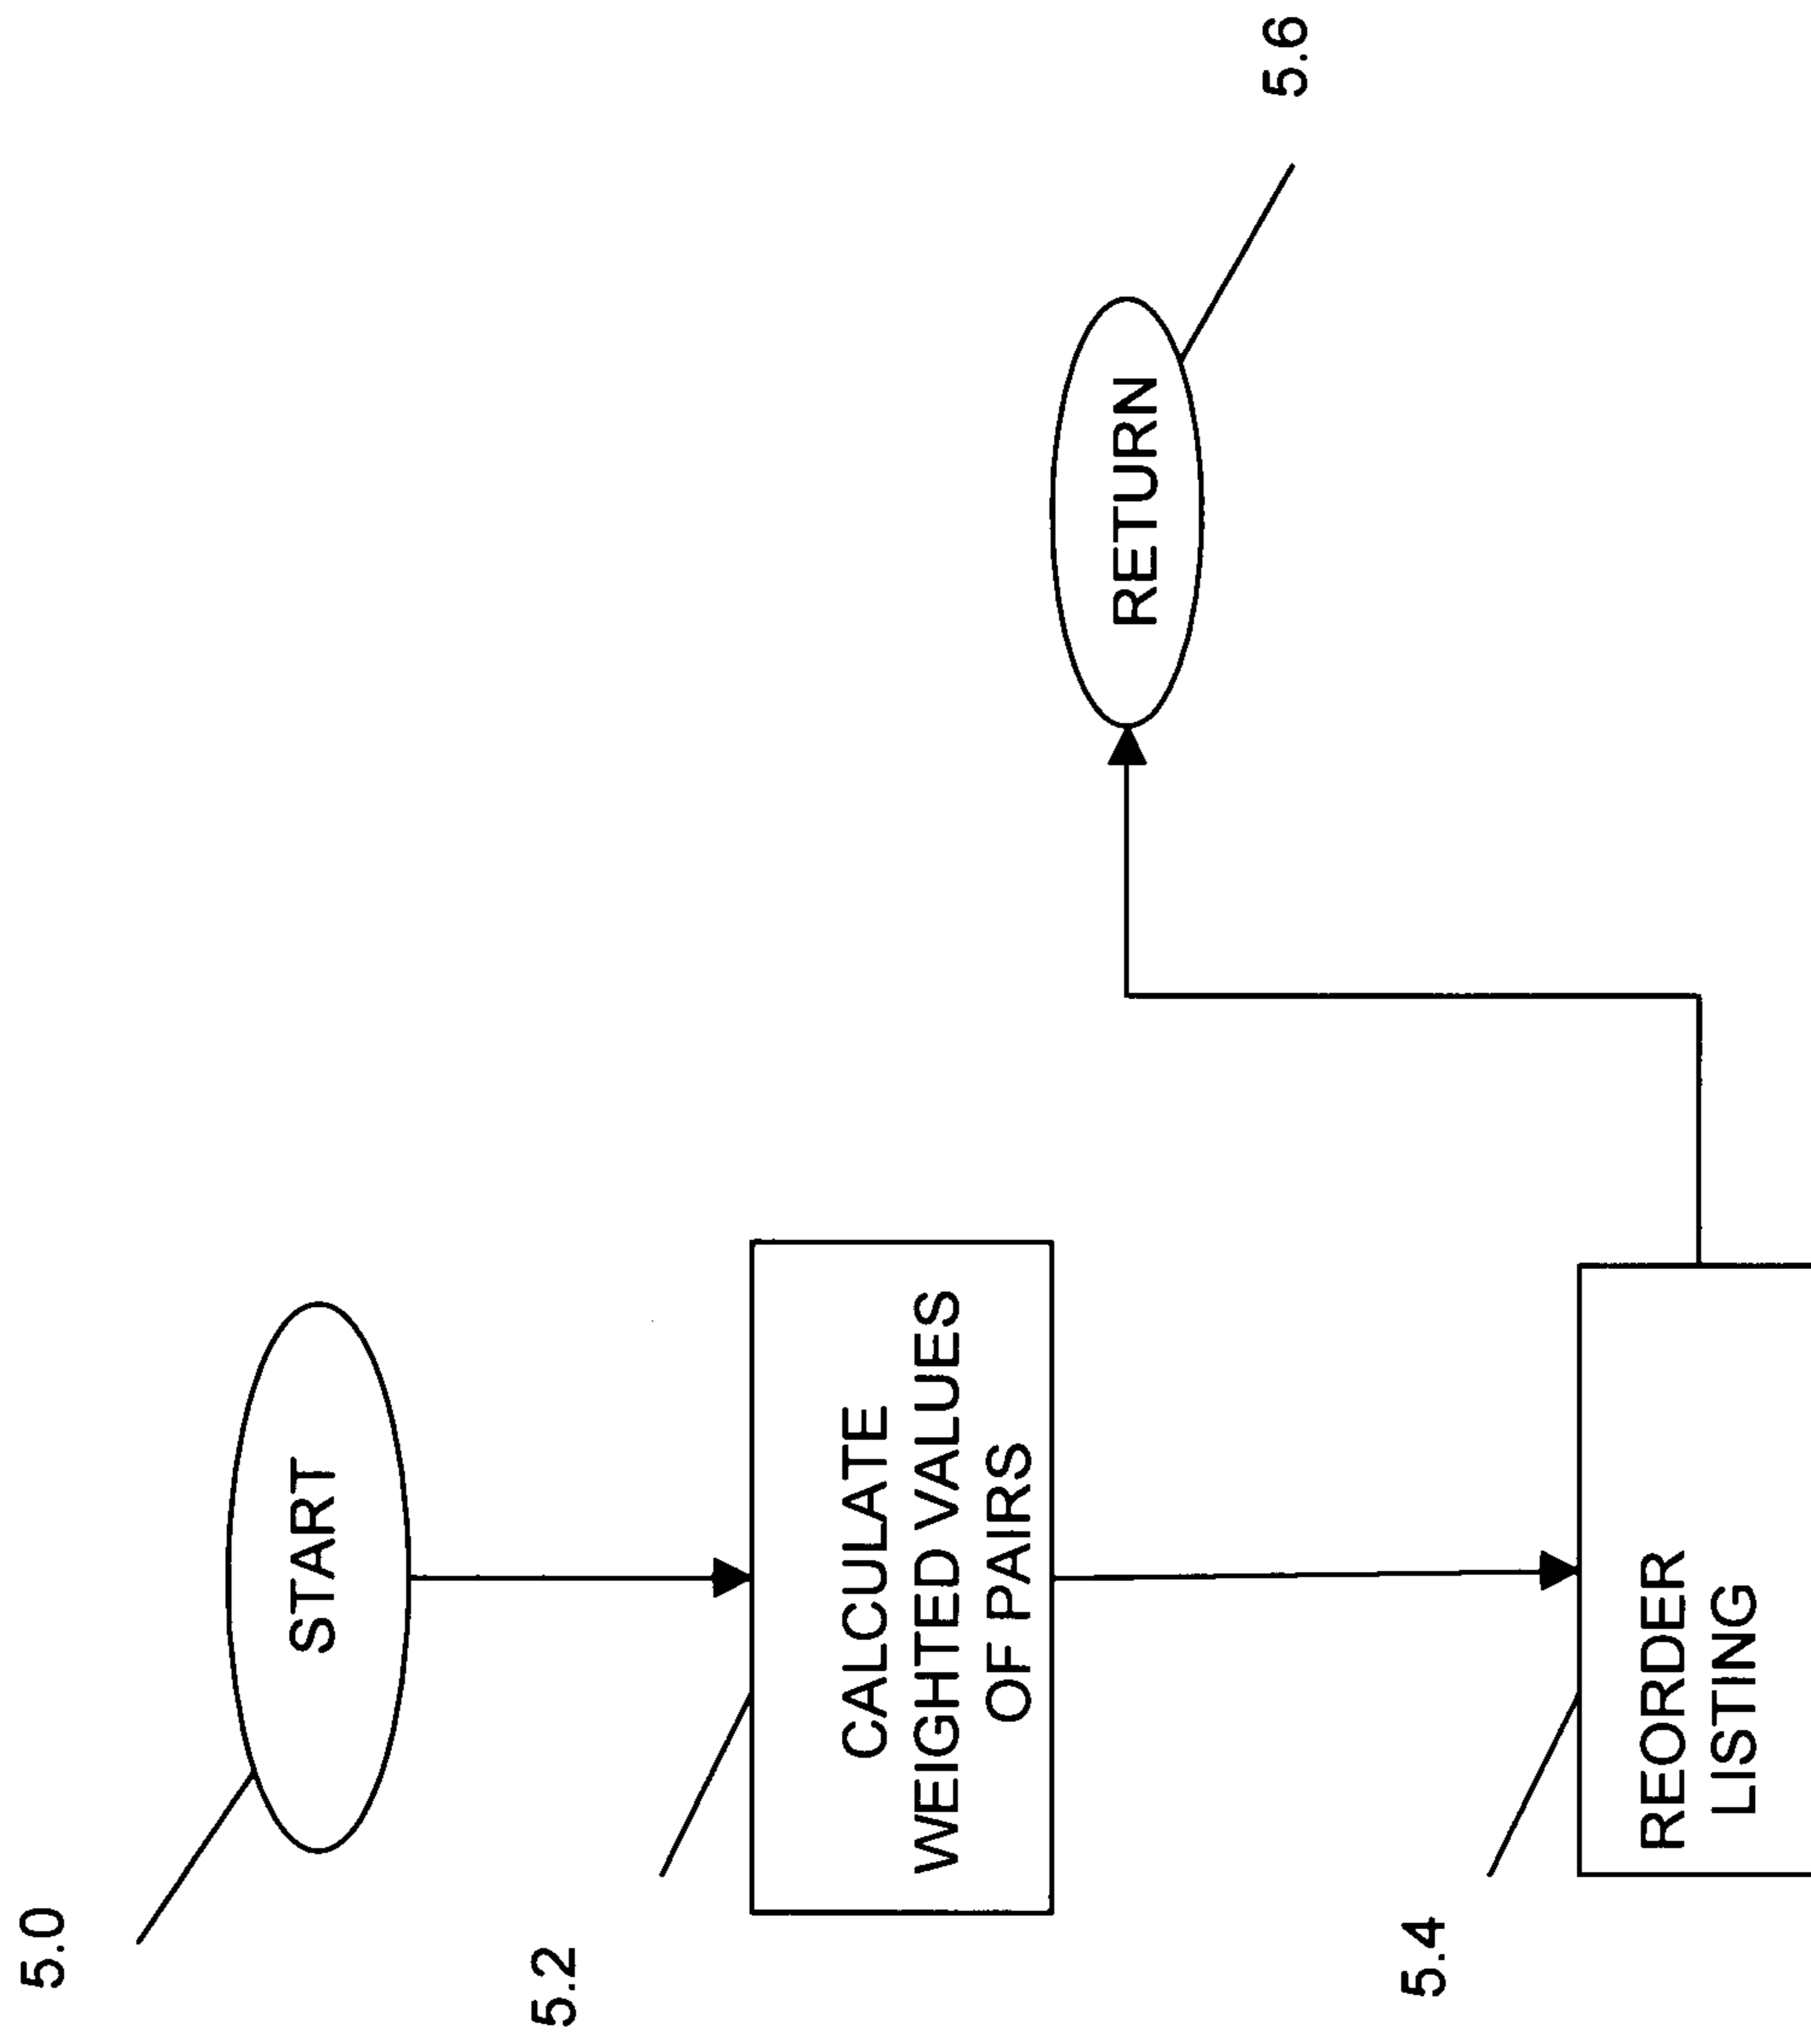 5.0
START
5.2
CALCULATE
WEIGHTED VALUES
OF PAIRS
5.4
REORDER
LISTING
RETURN
5.6